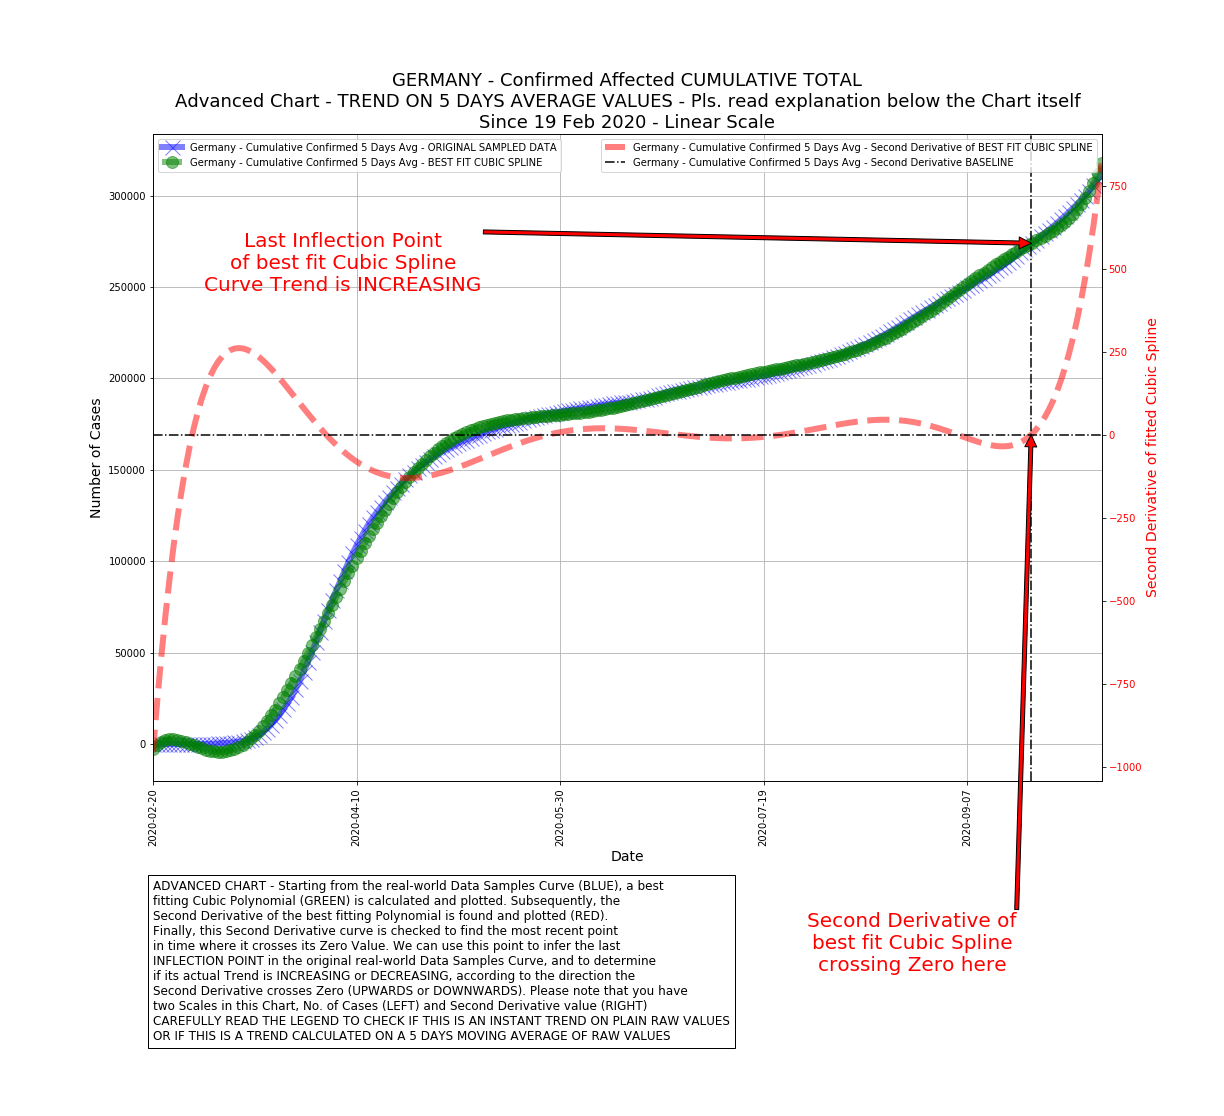 GERMANY - Confirmed Affected CUMULATIVE TOTAL
Advanced Chart - TREND ON 5 DAYS AVERAGE VALUES - Pls. read explanation below the Chart itself
Since 19 Feb 2020 - Linear Scale
Germany - Cumulative Confirmed 5 Days Avg - ORIGINAL SAMPLED DATA
Germany - Cumulative Confirmed 5 Days Avg - BEST FIT CUBIC SPLINE
Germany - Cumulative Confirmed 5 Days Avg - Second Derivative of BEST FIT CUBIC SPLINE
Germany - Cumulative Confirmed 5 Days Avg - Second Derivative BASELINE
Last Inflection Point
of best fit Cubic Spline
Curve Trend is INCREASING
Number of Cases
300000
250000
200000
150000
100000
50000
0
750
500
250
0
−250
−500
−750
−1000
Second Derivative of fitted Cubic Spline
2020-02-20
2020-04-10
2020-05-30
2020-07-19
2020-09-07
Date
ADVANCED CHART - Starting from the real-world Data Samples Curve (BLUE), a best
fitting Cubic Polynomial (GREEN) is calculated and plotted. Subsequently, the
Second Derivative of the best fitting Polynomial is found and plotted (RED).
Finally, this Second Derivative curve is checked to find the most recent point
in time where it crosses its Zero Value. We can use this point to infer the last
INFLECTION POINT in the original real-world Data Samples Curve, and to determine
if its actual Trend is INCREASING or DECREASING, according to the direction the
Second Derivative crosses Zero (UPWARDS or DOWNWARDS). Please note that you have
two Scales in this Chart, No. of Cases (LEFT) and Second Derivative value (RIGHT)
CAREFULLY READ THE LEGEND TO CHECK IF THIS IS AN INSTANT TREND ON PLAIN RAW VALUES
OR IF THIS IS A TREND CALCULATED ON A 5 DAYS MOVING AVERAGE OF RAW VALUES
Second Derivative of
best fit Cubic Spline
crossing Zero here